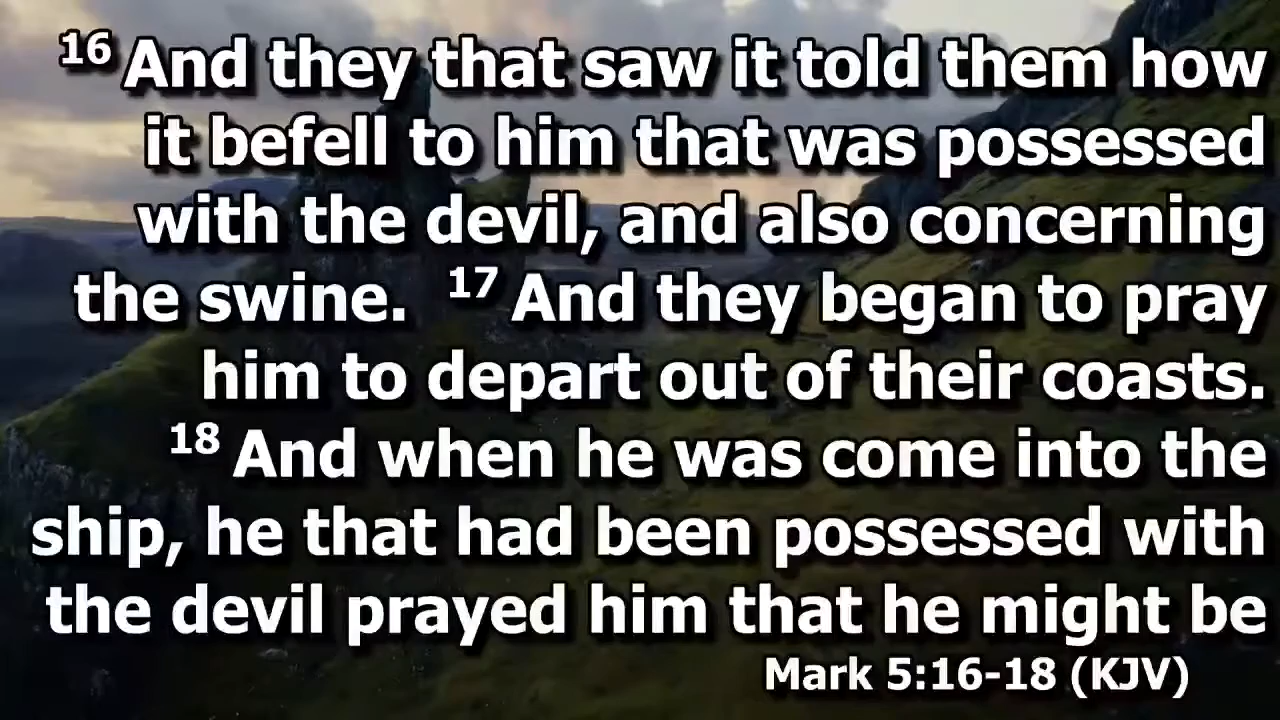 16 And they that saw it told them how
it befell to him that was possessed
with the devil, and also concerning
the swine. 17 And they began to pray
him to depart out of their coasts.
18 And when he was come into the
ship, he that had been possessed with
the devil prayed him that he might be
Mark 5:16-18 (KJV)